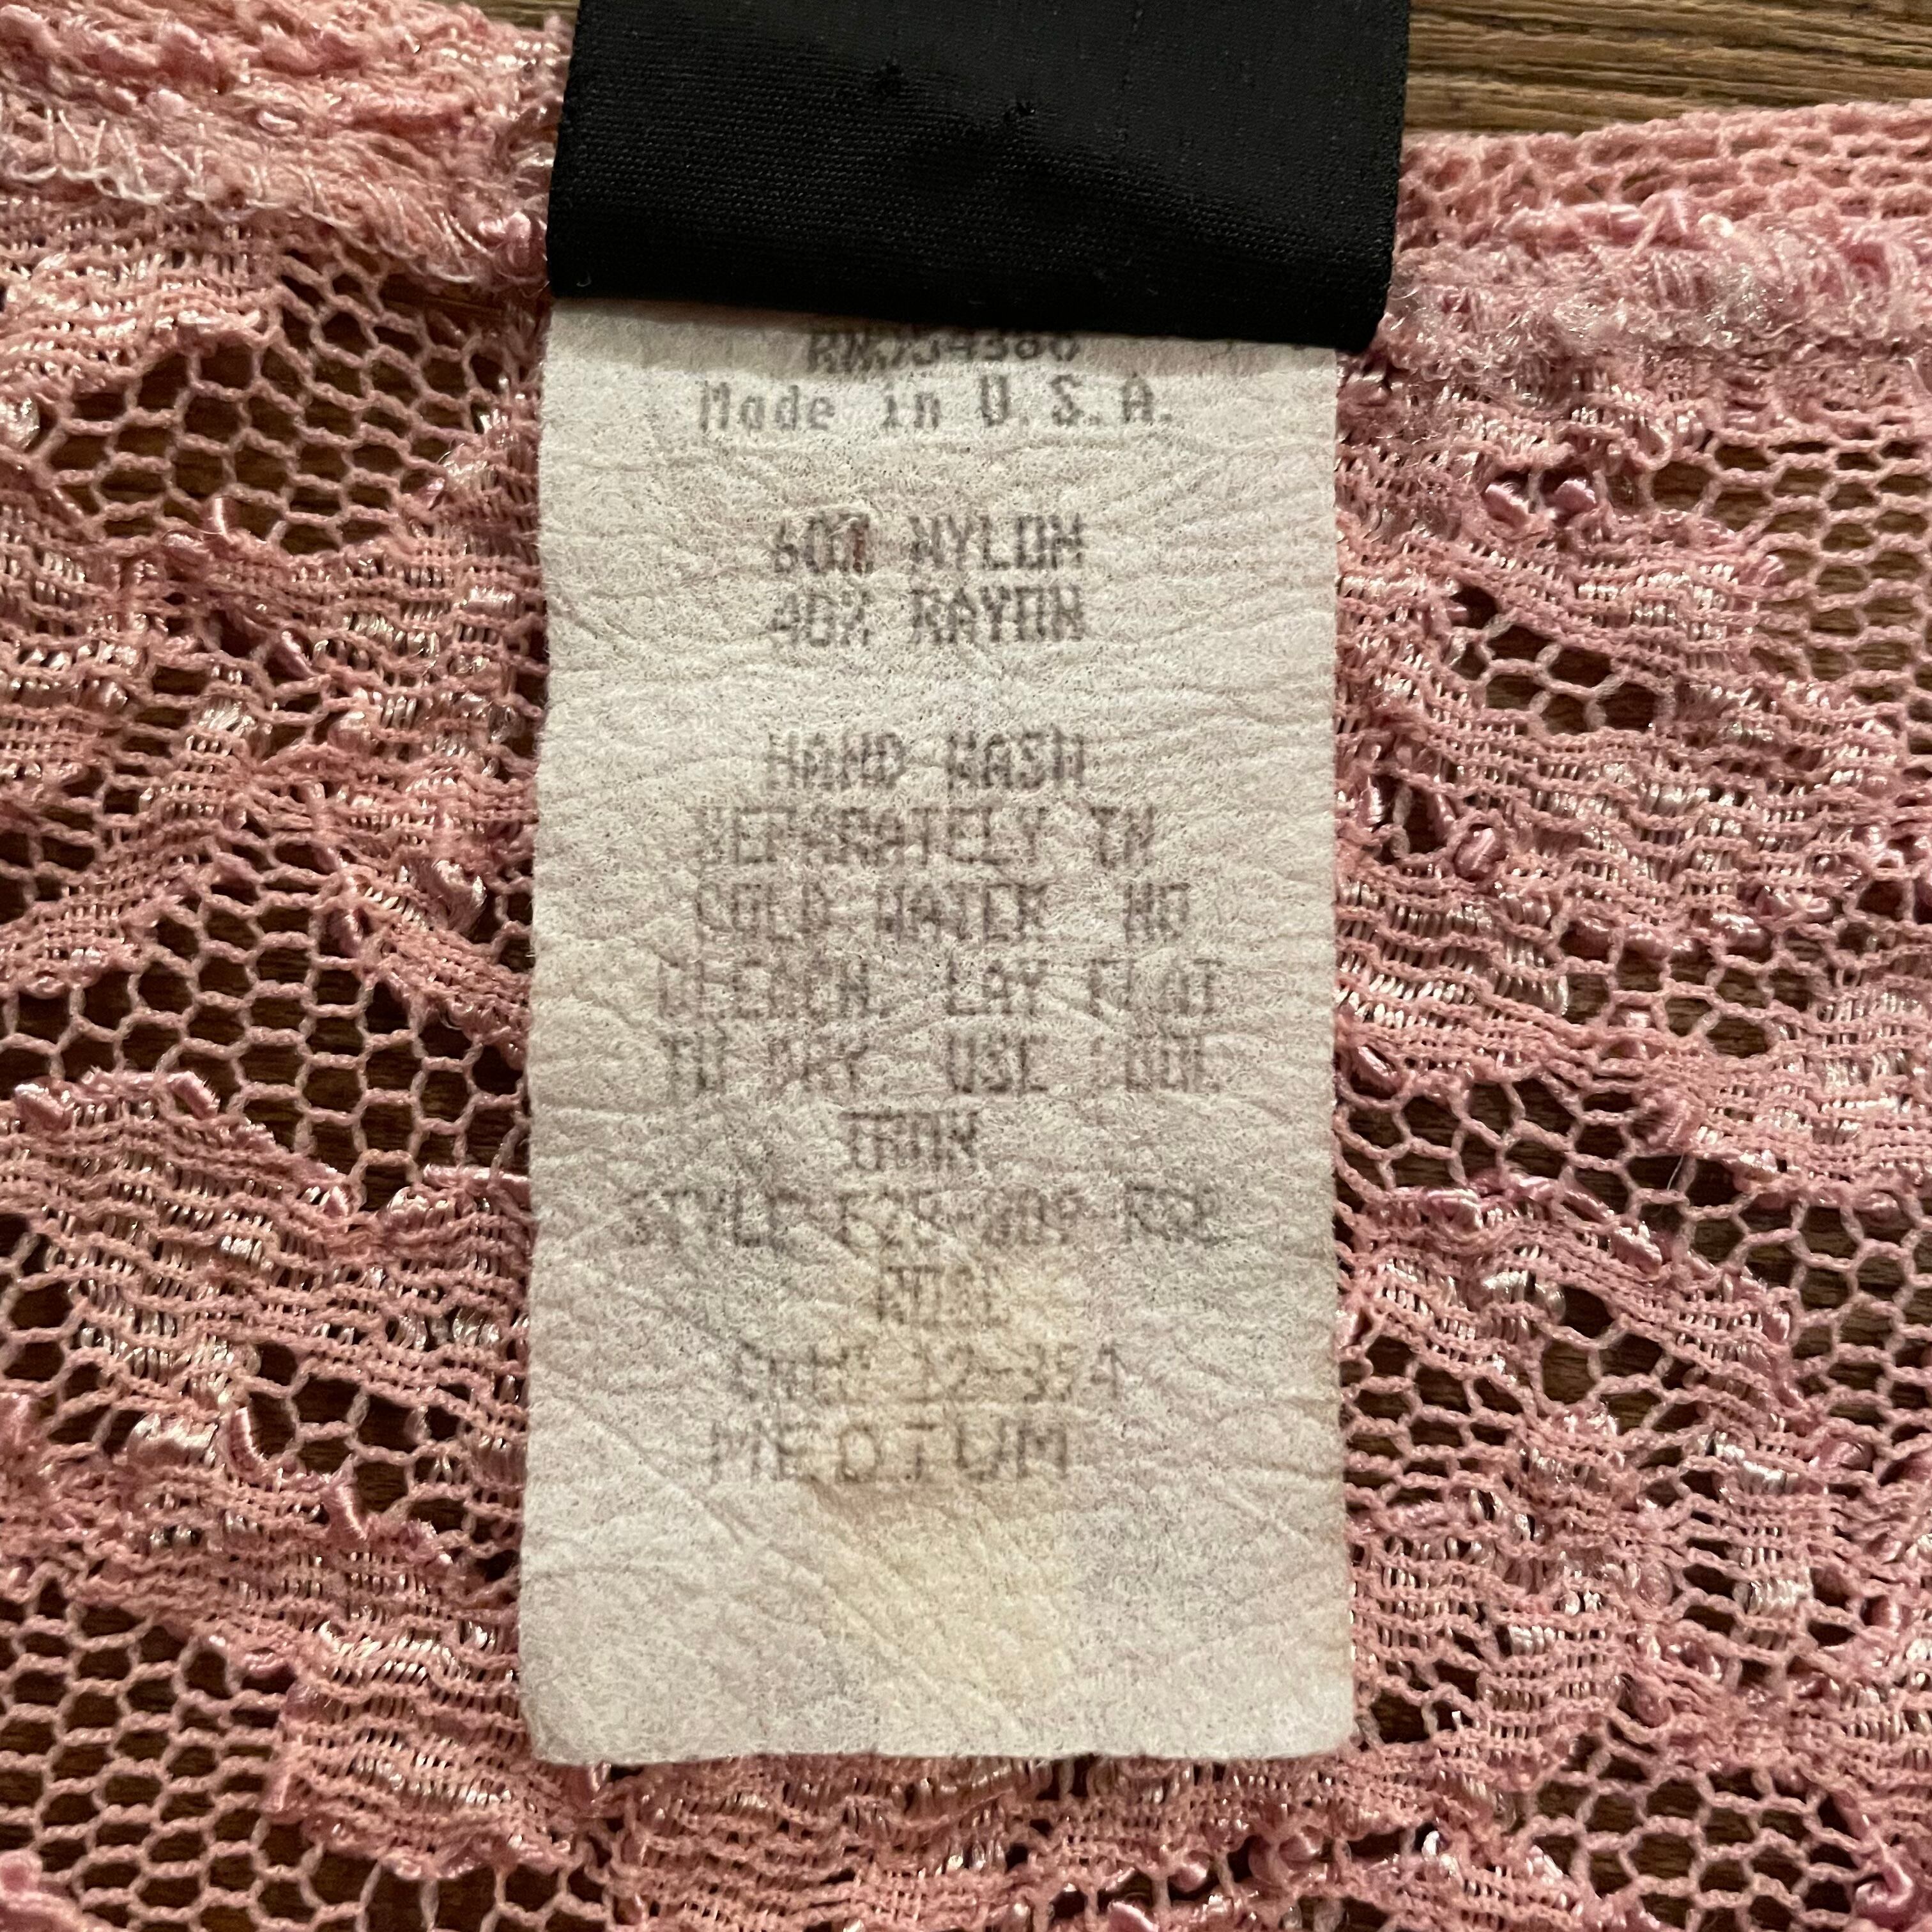 Made in U.S.A.
60% NYLON
40% RAYON
HAND WASH
SEPARATELY IN
COLD WATER NO
BLEACH. LAY FLAT
TO DRY USE COOL
IRON
STYLE
MEDIUM